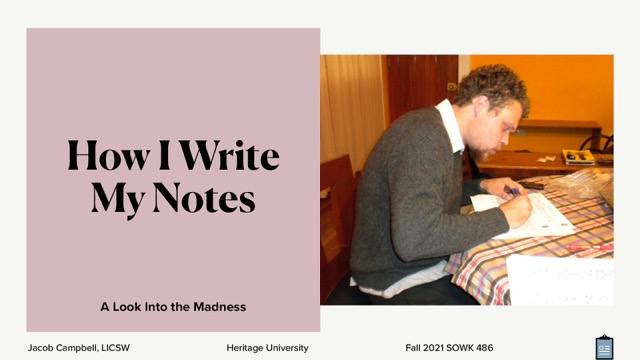 How I Write
My Notes
A Look Into the Madness
Jacob Campbell, LICSW
Heritage University
Fall 2021 SOWK 486